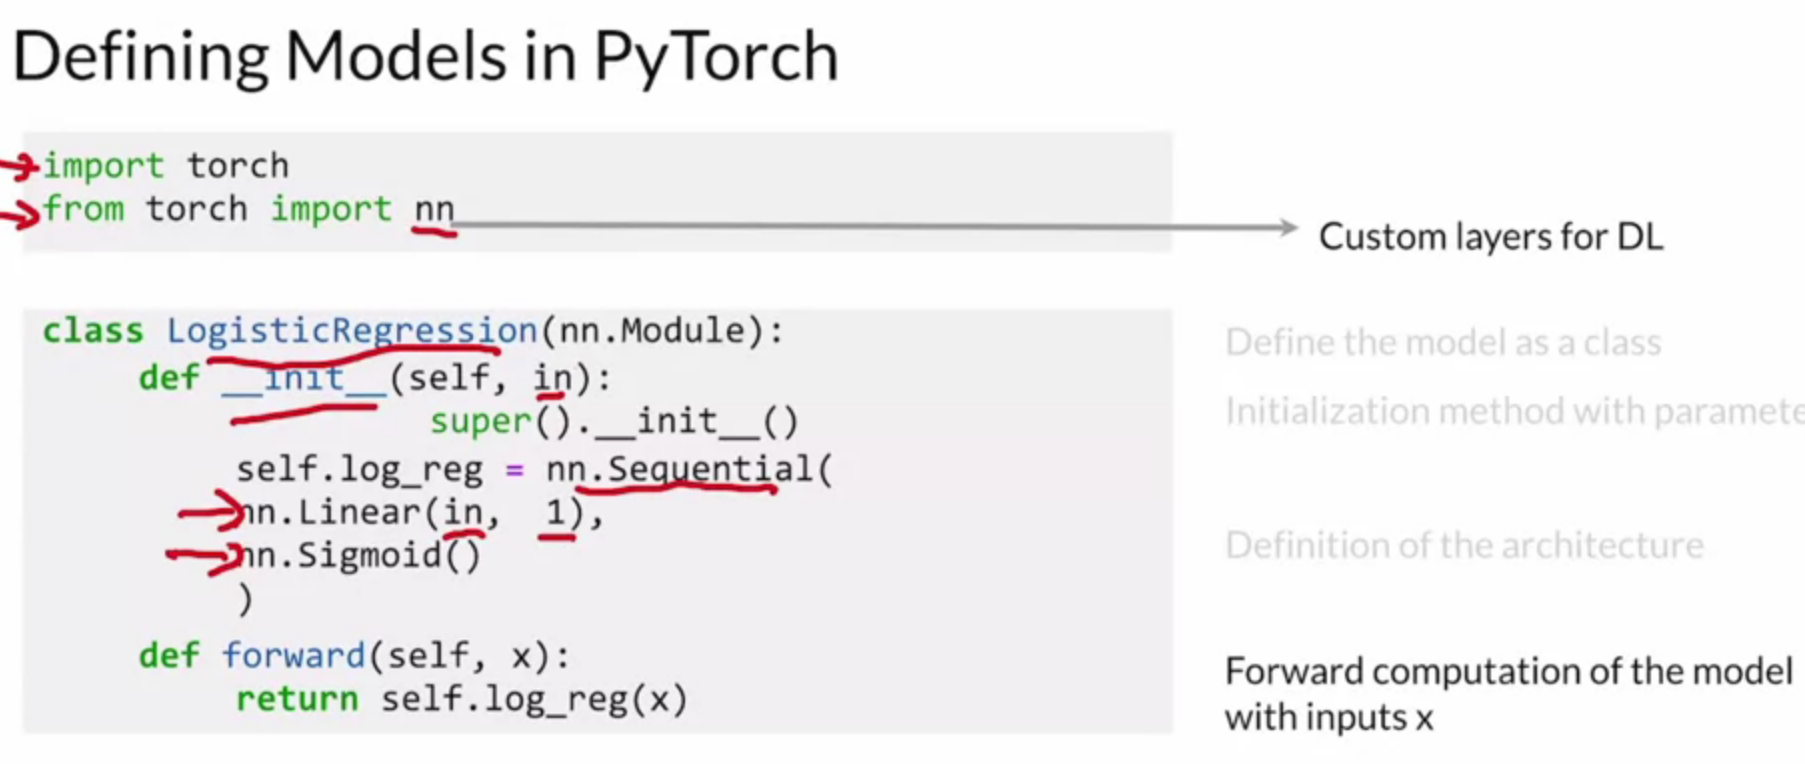 Defining Models in PyTorch
import torch
from torch import nn
Custom layers for DL
class LogisticRegression(nn.Module):
Define the model as a class
def __init__(self, in):
Initialization method with paramete
super().__init__()
self.log_reg = nn.Sequential(
nn.Linear(in, 1),
Definition of the architecture
nn.Sigmoid()
)
def forward(self, x):
Forward computation of the model
return self.log_reg(x)
with inputs x